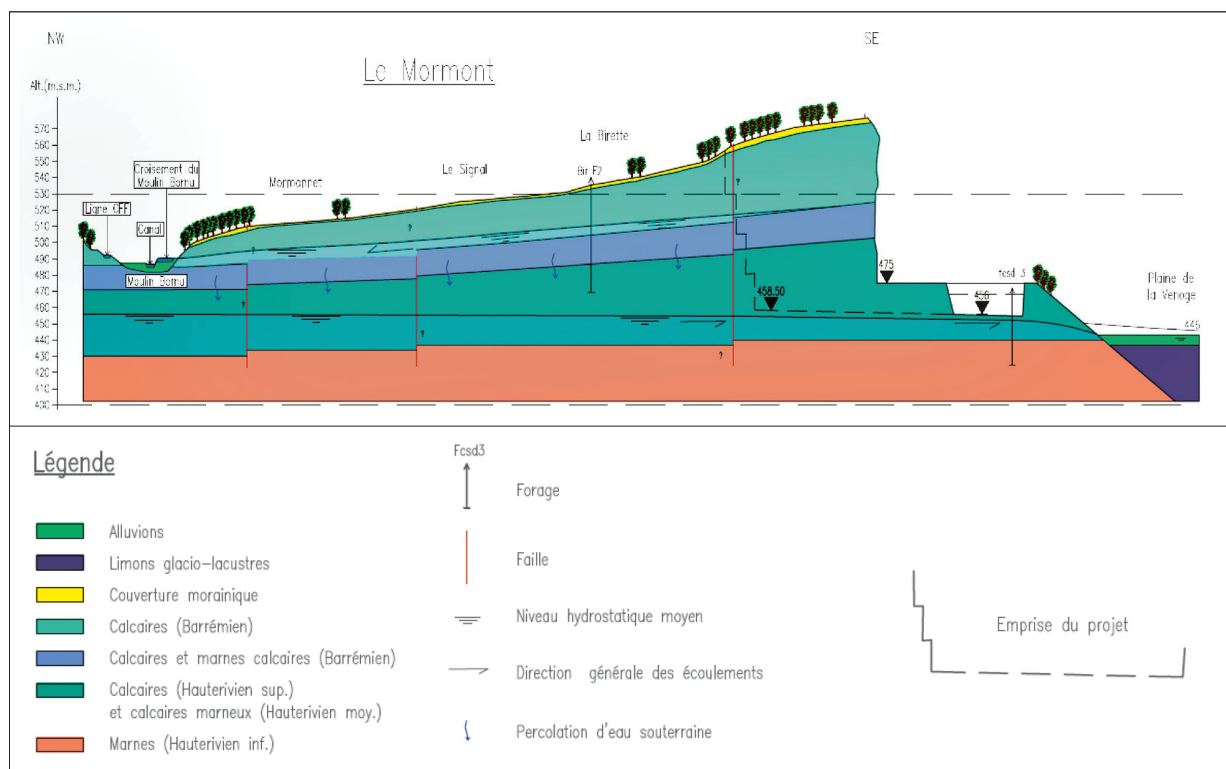 NW
SE
Le Mormont
Alt.(m.s.m.)
570
560
550
540
530
520
510
500
490
480
470
460
450
440
430
420
410
400
Ligne CFF
Canal
Croisement du
Moulin Bornu
Moulin Bornu
Mormonnet
Le Signal
La Birette
Bir F2
?
?
?
?
?
?
458.50
475
456
fcsd 3
Plaine de
la Venoge
445
Légende
Alluvions
Limons glacio-lacustres
Couverture morainique
Calcaires (Barrémien)
Calcaires et marnes calcaires (Barrémien)
Calcaires (Hauterivien sup.)
et calcaires marneux (Hauterivien moy.)
Marnes (Hauterivien inf.)
Fcsd3
Forage
Faille
Niveau hydrostatique moyen
Direction générale des écoulements
Percolation d'eau souterraine
Emprise du projet